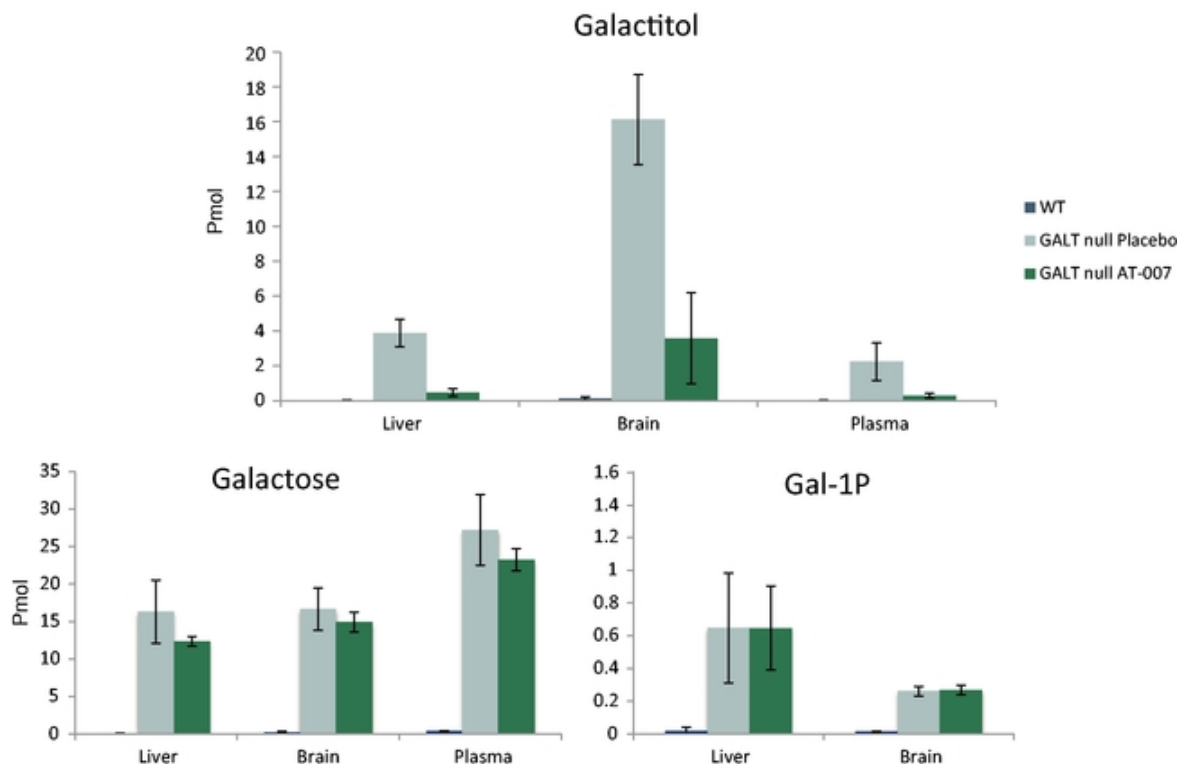 Galactitol
20
18
16
14
12
10
8
6
4
2
0
Pmol
Liver
Brain
Plasma
WT
GALT null Placebo
GALT null AT-007
Galactose
35
30
25
20
15
10
5
0
Pmol
Liver
Brain
Plasma
Gal-1P
1.6
1.4
1.2
1
0.8
0.6
0.4
0.2
0
Liver
Brain